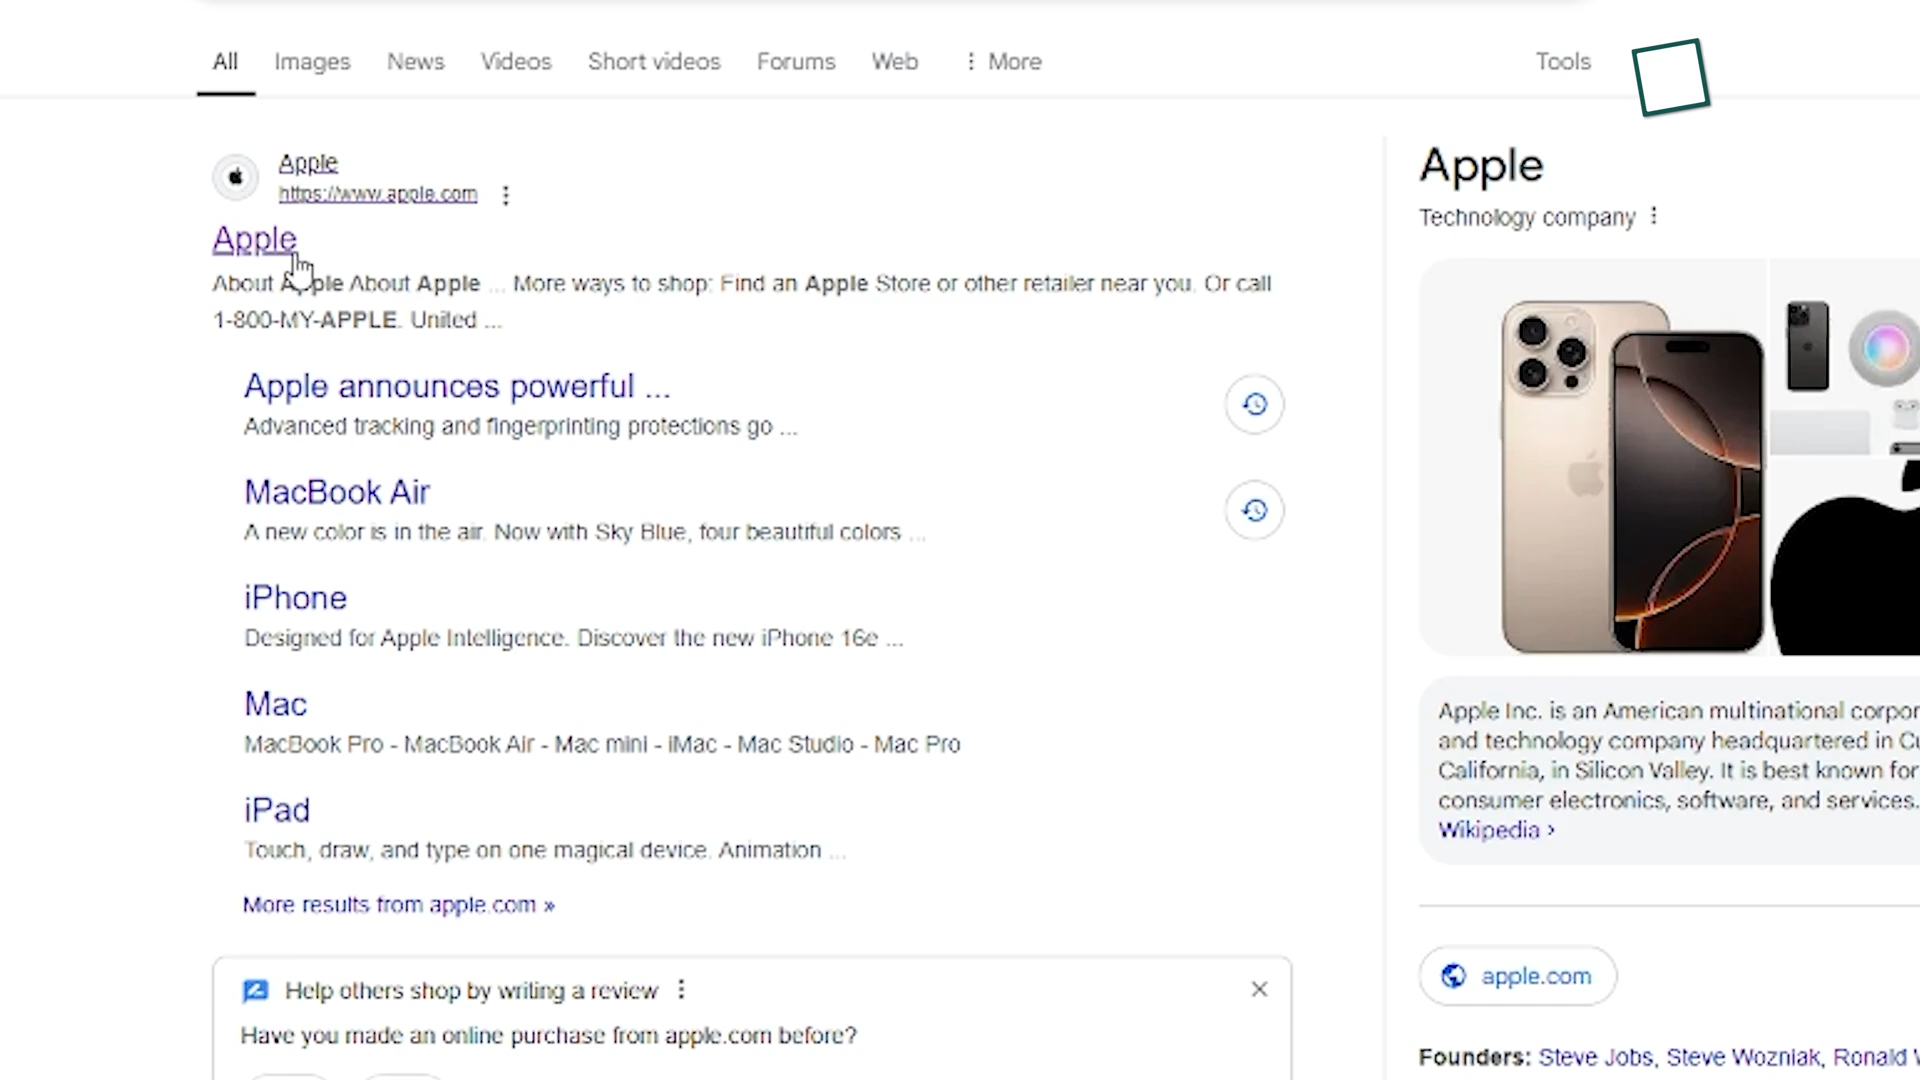 All Images News Videos Short videos Forums Web More Tools
Apple
https://www.apple.com
Apple
About Apple About Apple ... More ways to shop: Find an Apple Store or other retailer near you. Or call
1-800-MY-APPLE. United ...
Apple announces powerful ...
Advanced tracking and fingerprinting protections go ...
MacBook Air
A new color is in the air. Now with Sky Blue, four beautiful colors ...
iPhone
Designed for Apple Intelligence. Discover the new iPhone 16e ...
Mac
MacBook Pro - MacBook Air - Mac mini - iMac - Mac Studio - Mac Pro
iPad
Touch, draw, and type on one magical device. Animation ...
More results from apple.com »
Help others shop by writing a review
Have you made an online purchase from apple.com before?
Apple
Technology company
Apple Inc. is an American multinational corpor
and technology company headquartered in Cu
California, in Silicon Valley. It is best known for
consumer electronics, software, and services.
Wikipedia ›
apple.com
Founders: Steve Jobs, Steve Wozniak, Ronald W